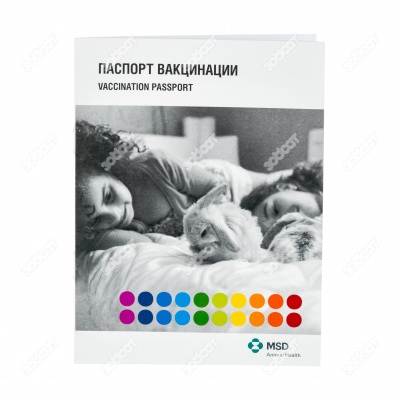 ПАСПОРТ ВАКЦИНАЦИИ
VACCINATION PASSPORT
MSD
Animal Health